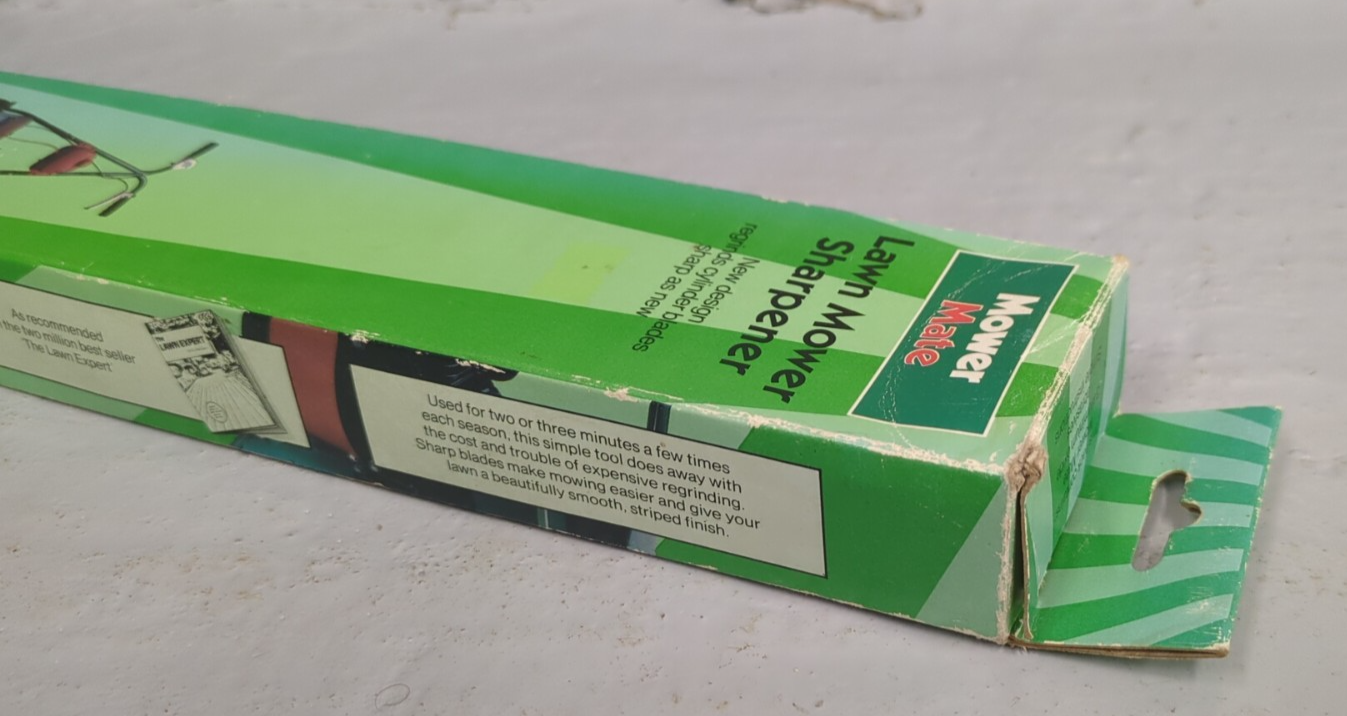 Mower
Mate
Lawn Mower
Sharpener
New design
regrinds cylinder blades
sharp as new
As recommended
the two million best seller
'The Lawn Expert'
LAWN EXPERT
Used for two or three minutes a few times
each season, this simple tool does away with
the cost and trouble of expensive regrinding.
Sharp blades make mowing easier and give your
lawn a beautifully smooth, striped finish.